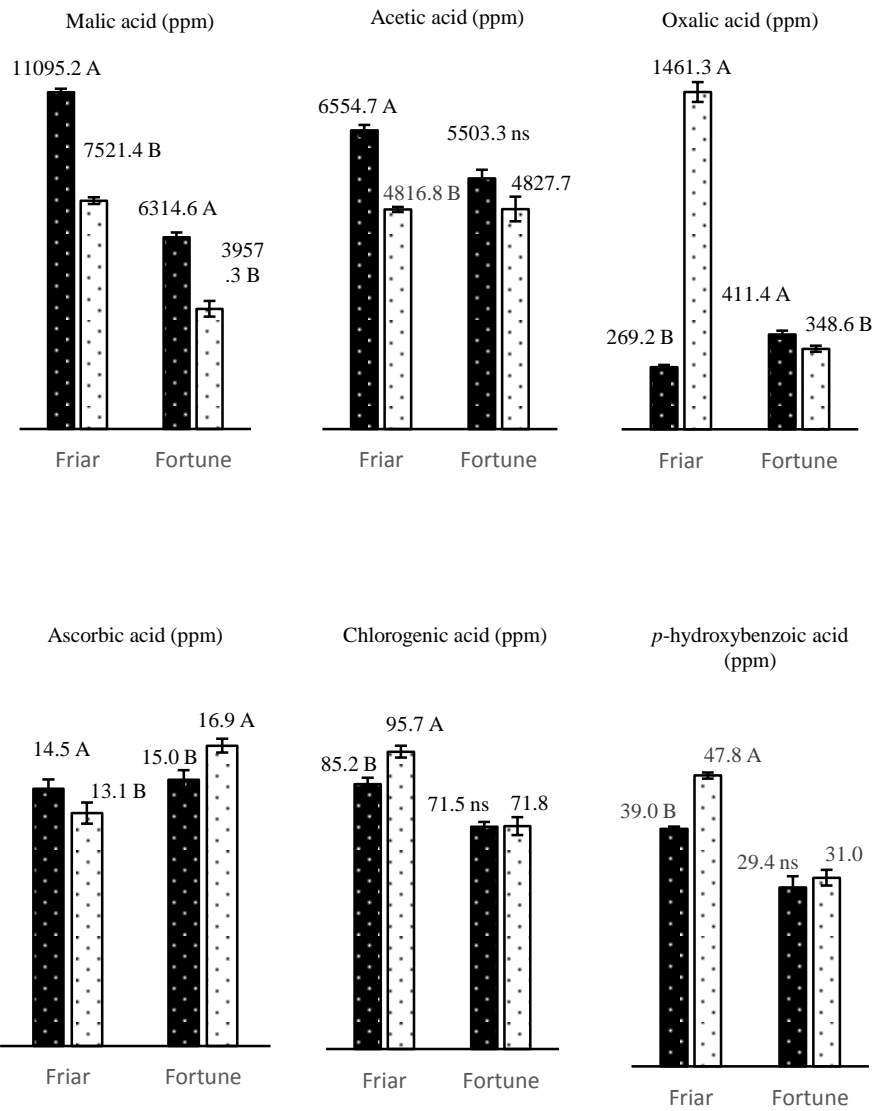 Malic acid (ppm)
11095.2 A
7521.4 B
6314.6 A
3957
.3 B
Friar
Fortune
Acetic acid (ppm)
6554.7 A
4816.8 B
5503.3 ns
4827.7
Friar
Fortune
Oxalic acid (ppm)
1461.3 A
269.2 B
411.4 A
348.6 B
Friar
Fortune
Ascorbic acid (ppm)
14.5 A
13.1 B
15.0 B
16.9 A
Friar
Fortune
Chlorogenic acid (ppm)
85.2 B
95.7 A
71.5 ns
71.8
Friar
Fortune
p-hydroxybenzoic acid
(ppm)
39.0 B
47.8 A
29.4 ns
31.0
Friar
Fortune